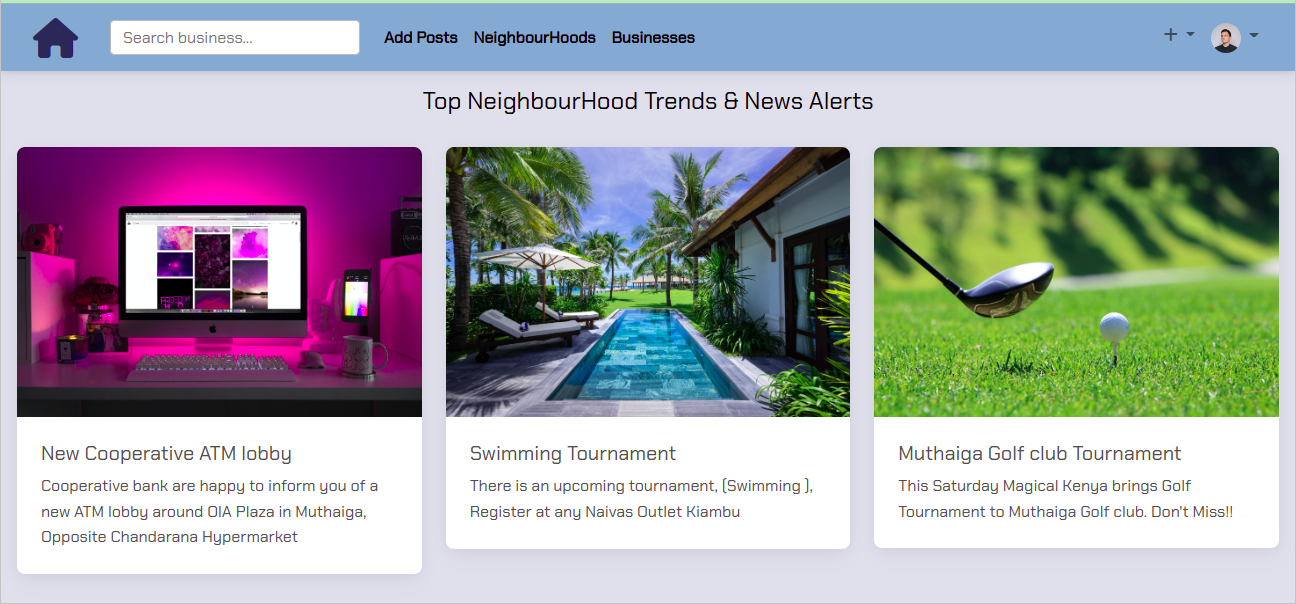 Search business...
Add Posts
NeighbourHoods
Businesses
Top NeighbourHood Trends & News Alerts
New Cooperative ATM lobby
Cooperative bank are happy to inform you of a
new ATM lobby around OIA Plaza in Muthaiga,
Opposite Chandarana Hypermarket
Swimming Tournament
There is an upcoming tournament, (Swimming ),
Register at any Naivas Outlet Kiambu
Muthaiga Golf club Tournament
This Saturday Magical Kenya brings Golf
Tournament to Muthaiga Golf club. Don't Miss!!